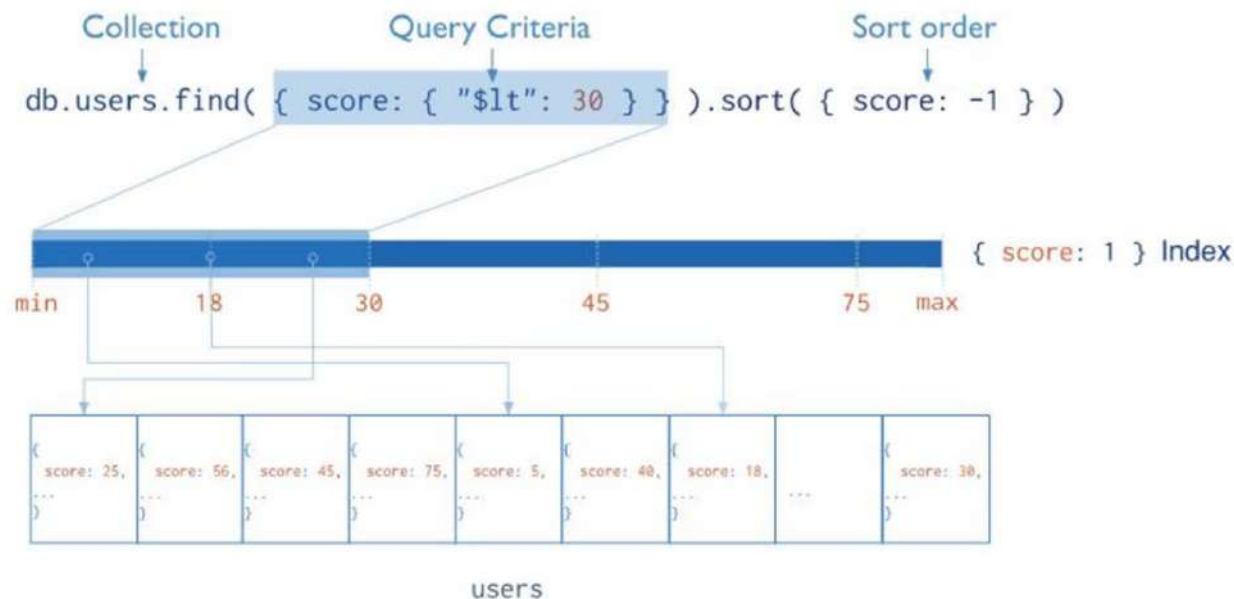 Collection Query Criteria Sort order
db.users.find( { score: { "$lt": 30 } } ).sort( { score: -1 } )
{ score: 1 } Index
min 18 30 45 75 max
{ { { { { { { {
score: 25, score: 56, score: 45, score: 75, score: 5, score: 40, score: 18, score: 30,
... ... ... ... ... ... ... ... ...
} } } } } } } }
users